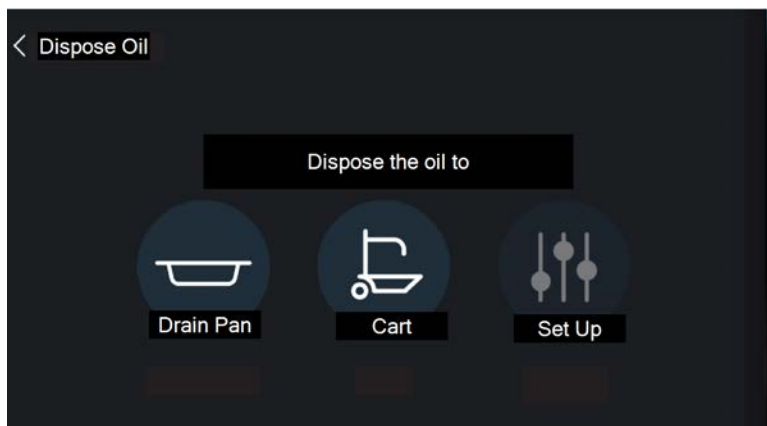 Dispose Oil
Dispose the oil to
Drain Pan
Cart
Set Up